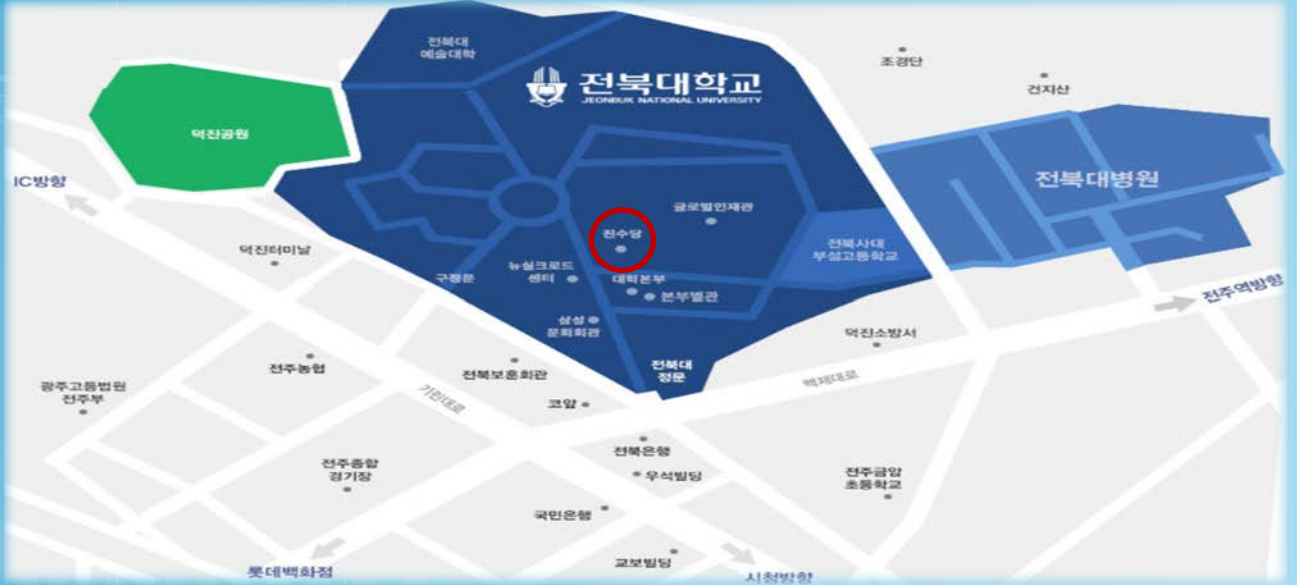 전북대
예술대학
전북대학교
JEONBUK NATIONAL UNIVERSITY
조경단
건지산
덕진공원
IC방향
전북대병원
글로벌인재관
진수당
전북사대
부설고등학교
덕진터미날
구정문
뉴실크로드
센터
대학본부
본부별관
전주역방향
삼성
문화회관
덕진소방서
전주농협
전북보훈회관
전북대
정문
백제대로
광주고등법원
전주부
기린대로
코앞
전북은행
전주종합
경기장
우석빌딩
전주금암
초등학교
국민은행
교보빌딩
롯데백화점
시청방향